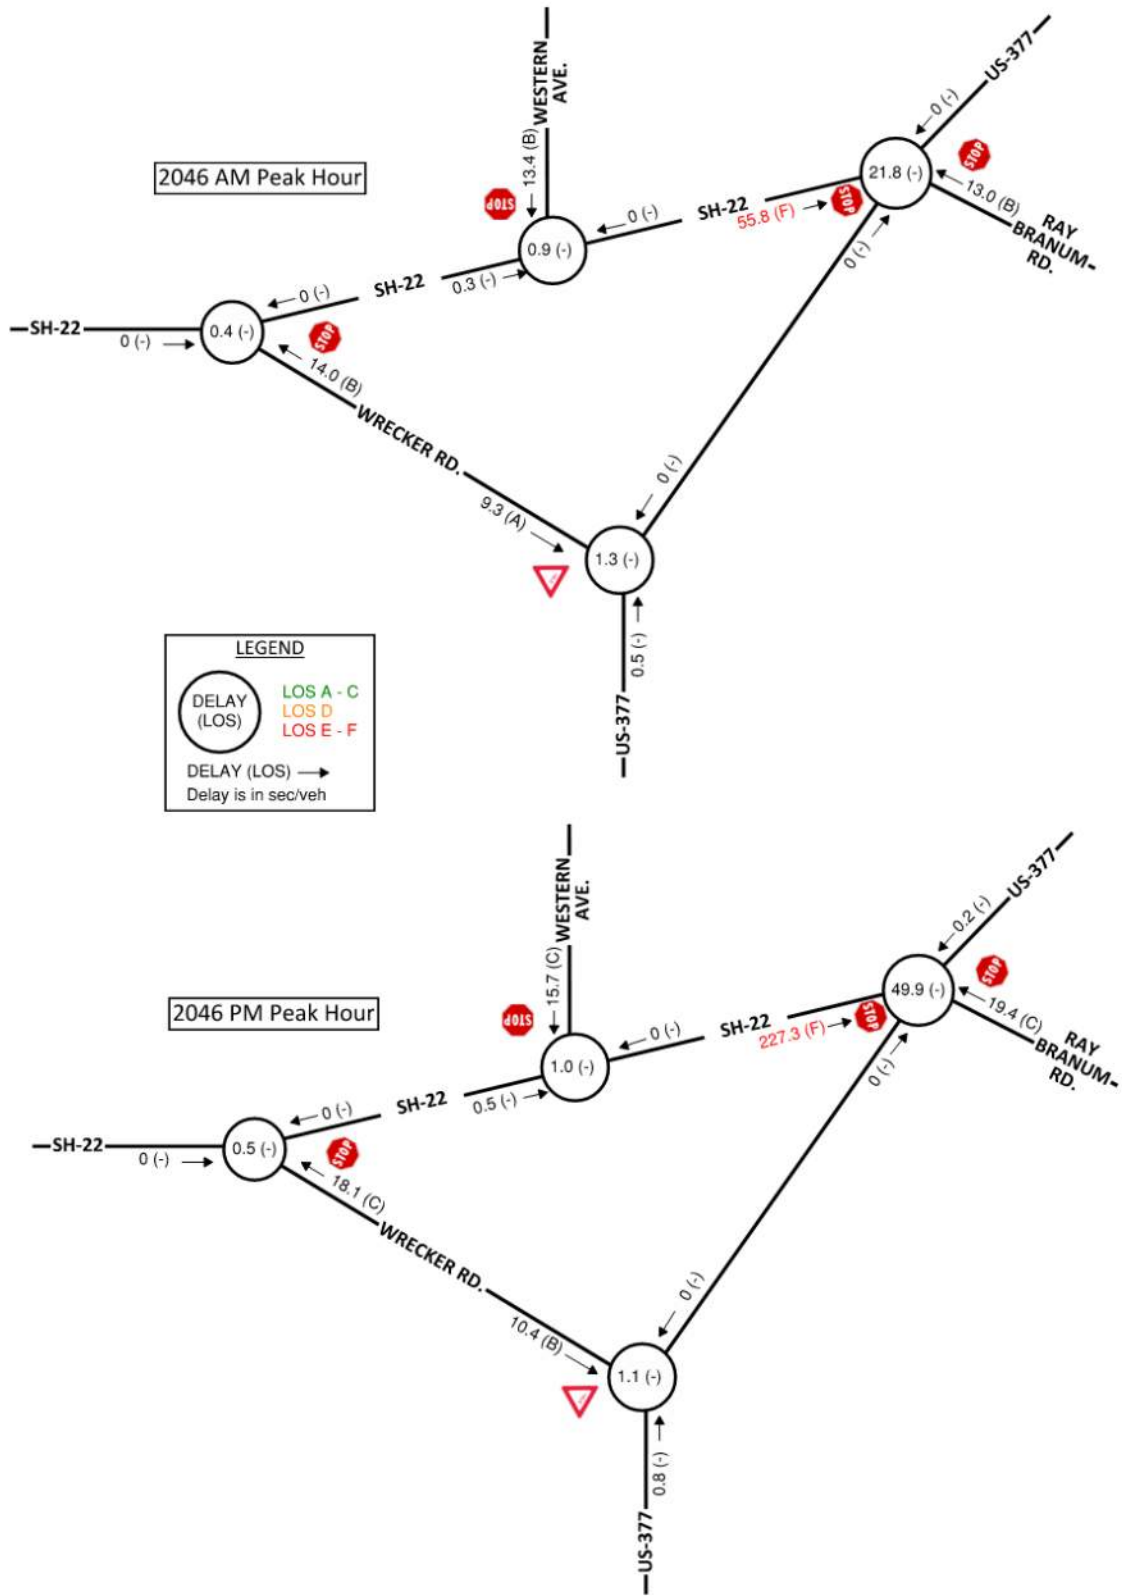 WESTERN
AVE.
US-377
0 (-)
13.4 (B)
STOP
2046 AM Peak Hour
21.8 (-)
STOP
13.0 (B)
RAY
BRANUM
RD.
STOP
SH-22
55.8 (F)
0 (-)
0.9 (-)
0 (-)
SH-22
0.3 (-)
0 (-)
SH-22
0 (-)
0.4 (-)
STOP
14.0 (B)
WRECKER RD.
9.3 (A)
0 (-)
1.3 (-)
0.5 (-)
US-377
LEGEND
DELAY
(LOS)
LOS A - C
LOS D
LOS E - F
DELAY (LOS)
Delay is in sec/veh
WESTERN
AVE.
US-377
0.2 (-)
15.7 (C)
STOP
2046 PM Peak Hour
49.9 (-)
STOP
19.4 (C)
RAY
BRANUM
RD.
STOP
SH-22
227.3 (F)
0 (-)
1.0 (-)
0 (-)
SH-22
0.5 (-)
0 (-)
SH-22
0 (-)
0.5 (-)
STOP
18.1 (C)
WRECKER RD.
10.4 (B)
0 (-)
1.1 (-)
0.8 (-)
US-377